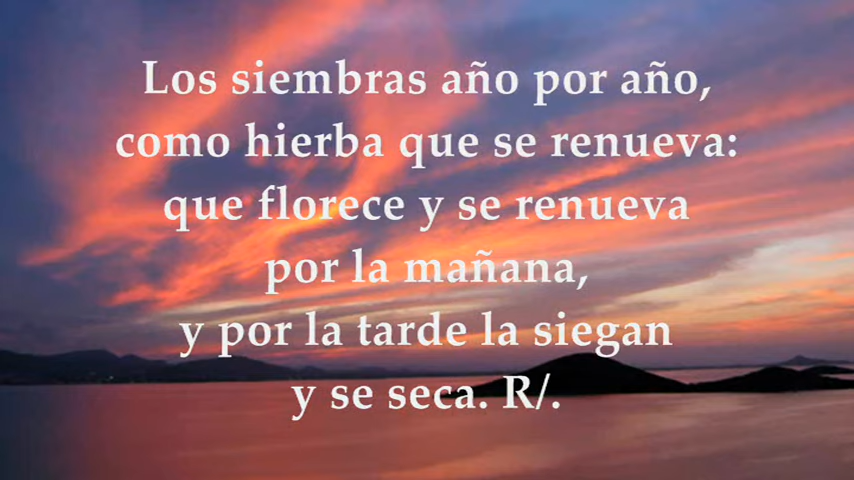 Los siembras año por año,
como hierba que se renueva:
que florece y se renueva
por la mañana,
y por la tarde la siegan
y se seca. R/.